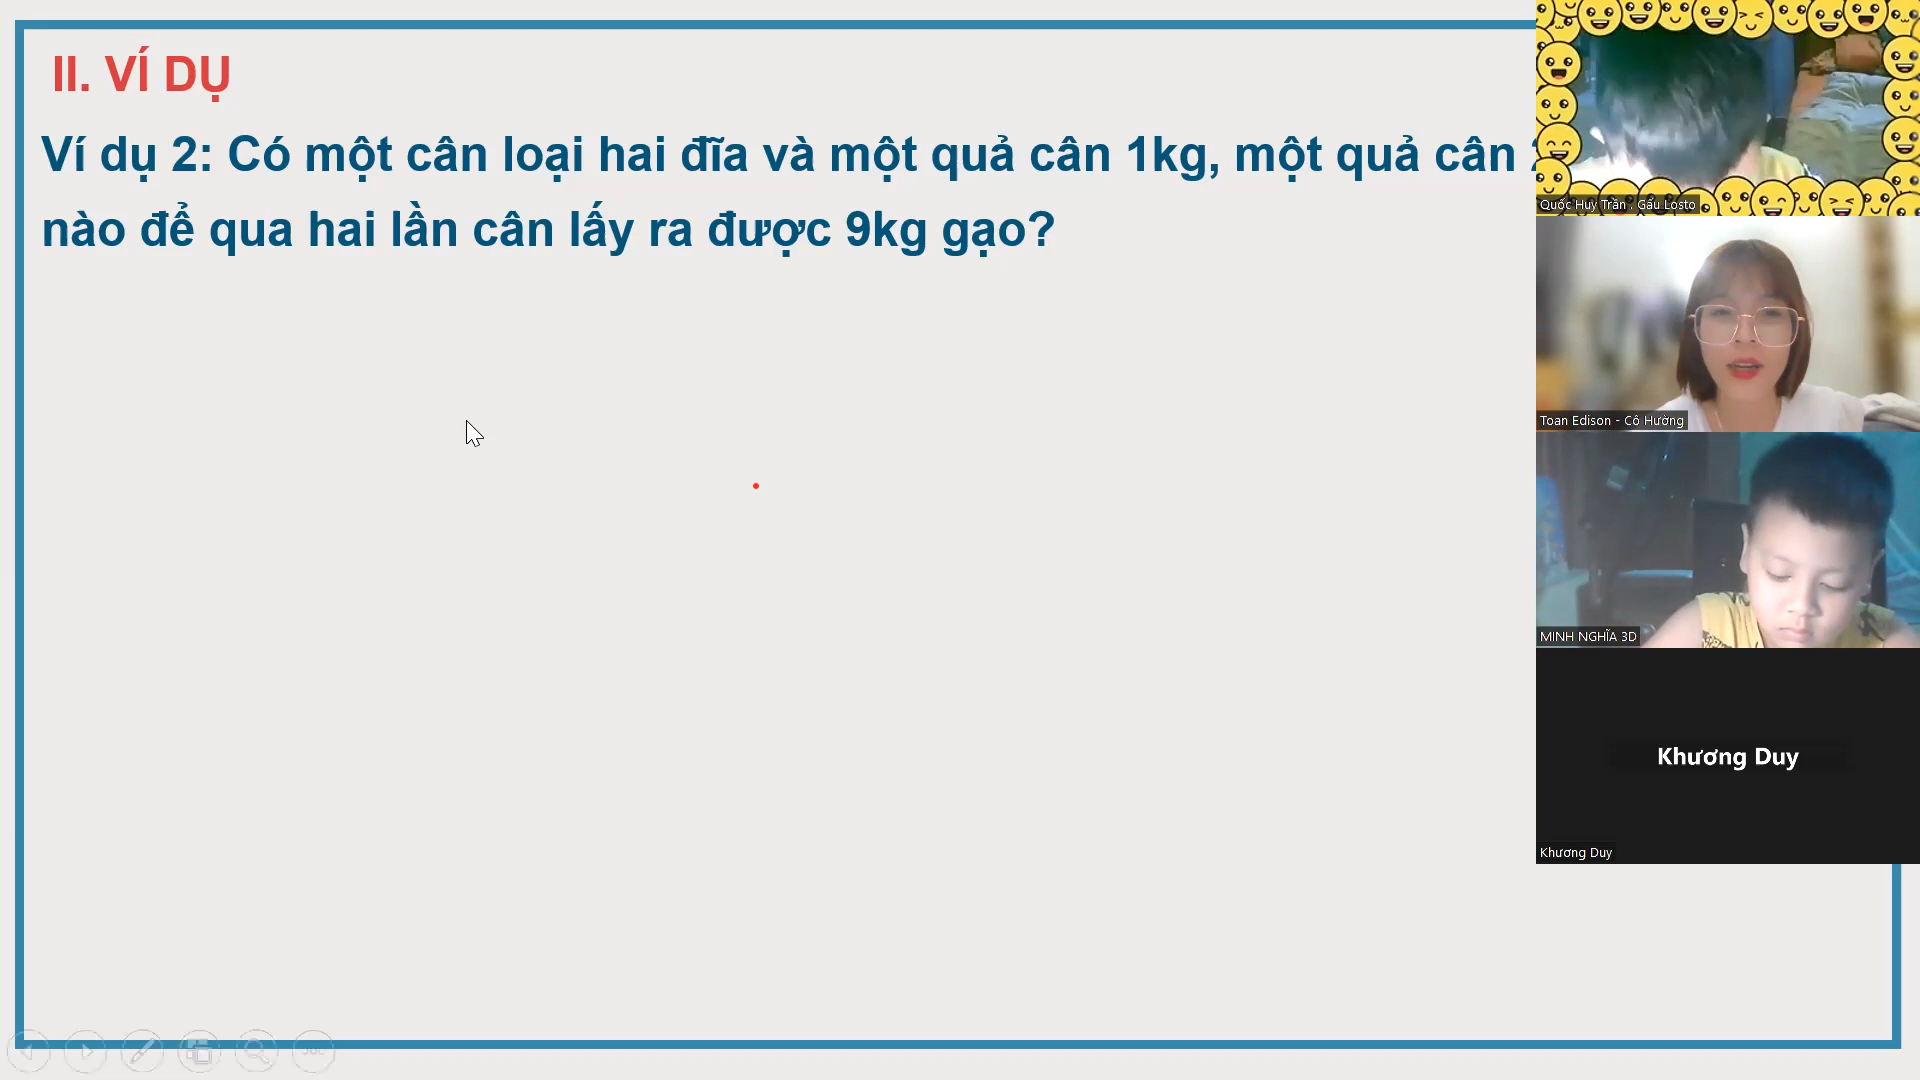 II. VÍ DỤ
Ví dụ 2: Có một cân loại hai đĩa và một quả cân 1kg, một quả cân
nào để qua hai lần cân lấy ra được 9kg gạo?
Quốc Huy Trần . Gấu Losto
Toan Edison - Cô Hường
MINH NGHĨA 3D
Khương Duy
Khương Duy